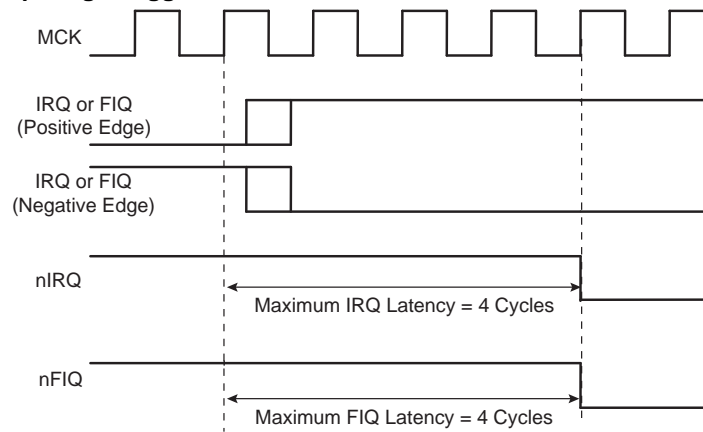 MCK
IRQ or FIQ
(Positive Edge)
IRQ or FIQ
(Negative Edge)
nIRQ
Maximum IRQ Latency = 4 Cycles
nFIQ
Maximum FIQ Latency = 4 Cycles